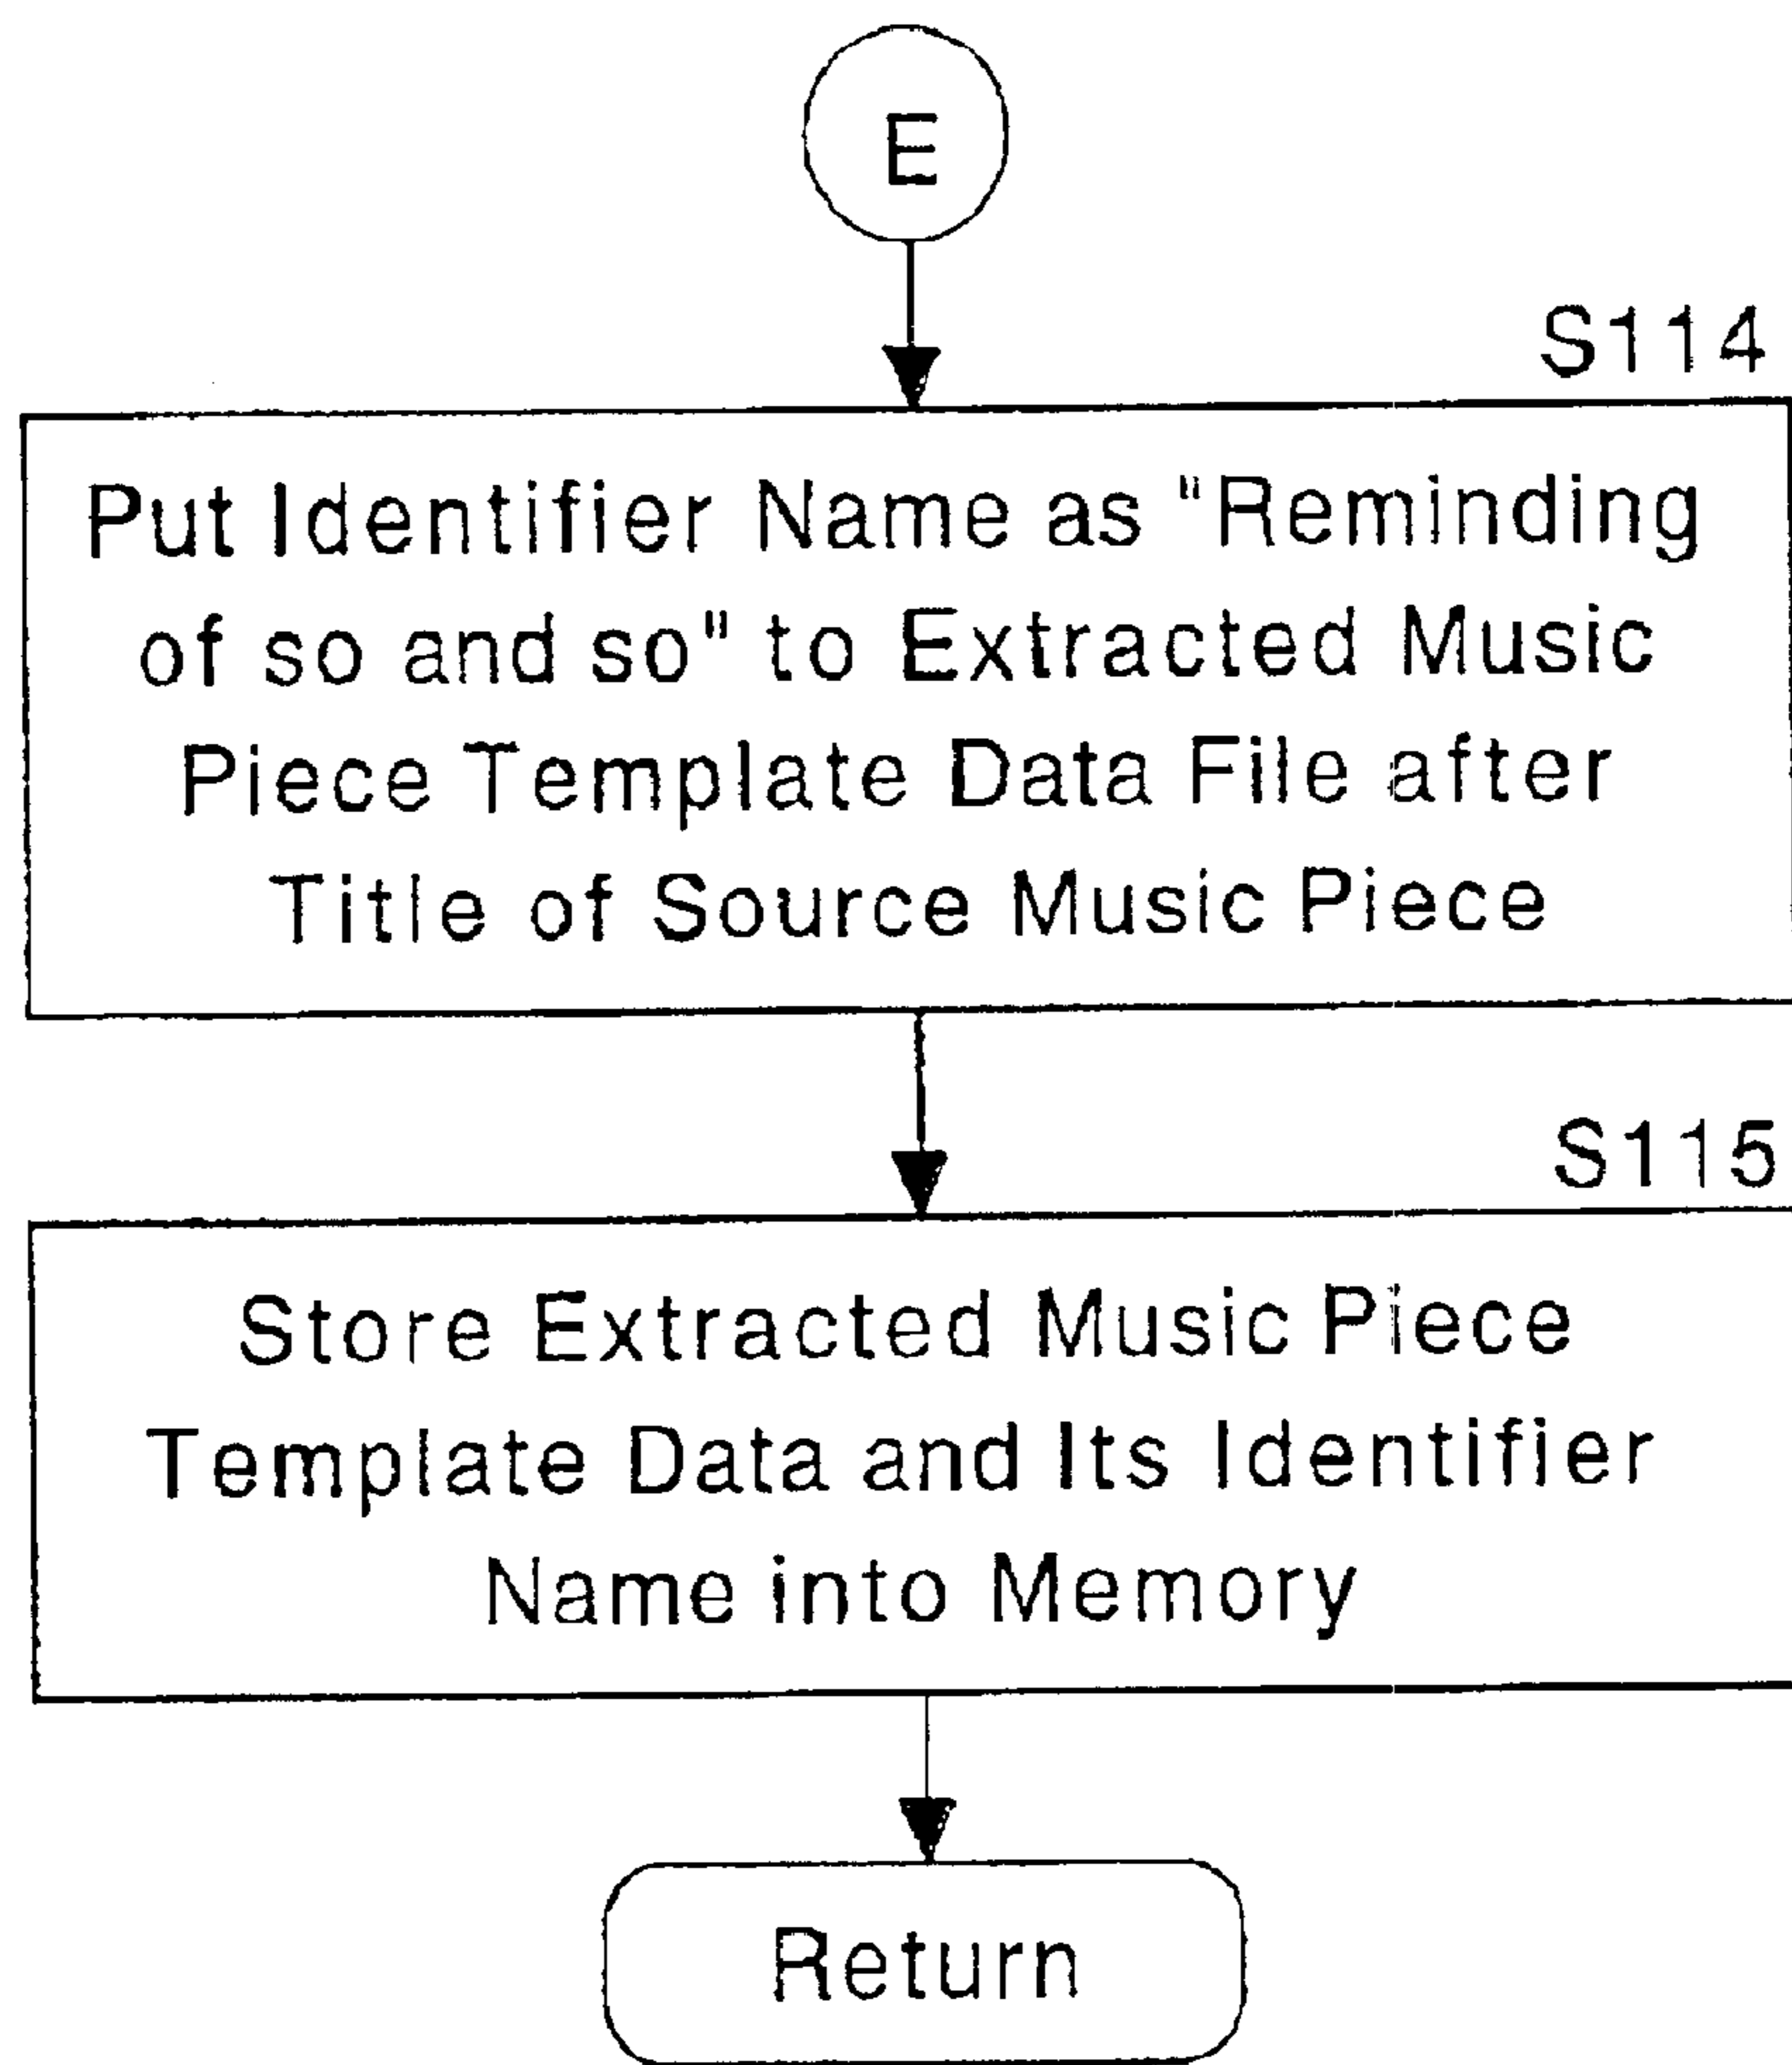 E
S114
Put Identifier Name as "Reminding
of so and so" to Extracted Music
Piece Template Data File after
Title of Source Music Piece
S115
Store Extracted Music Piece
Template Data and Its Identifier
Name into Memory
Return